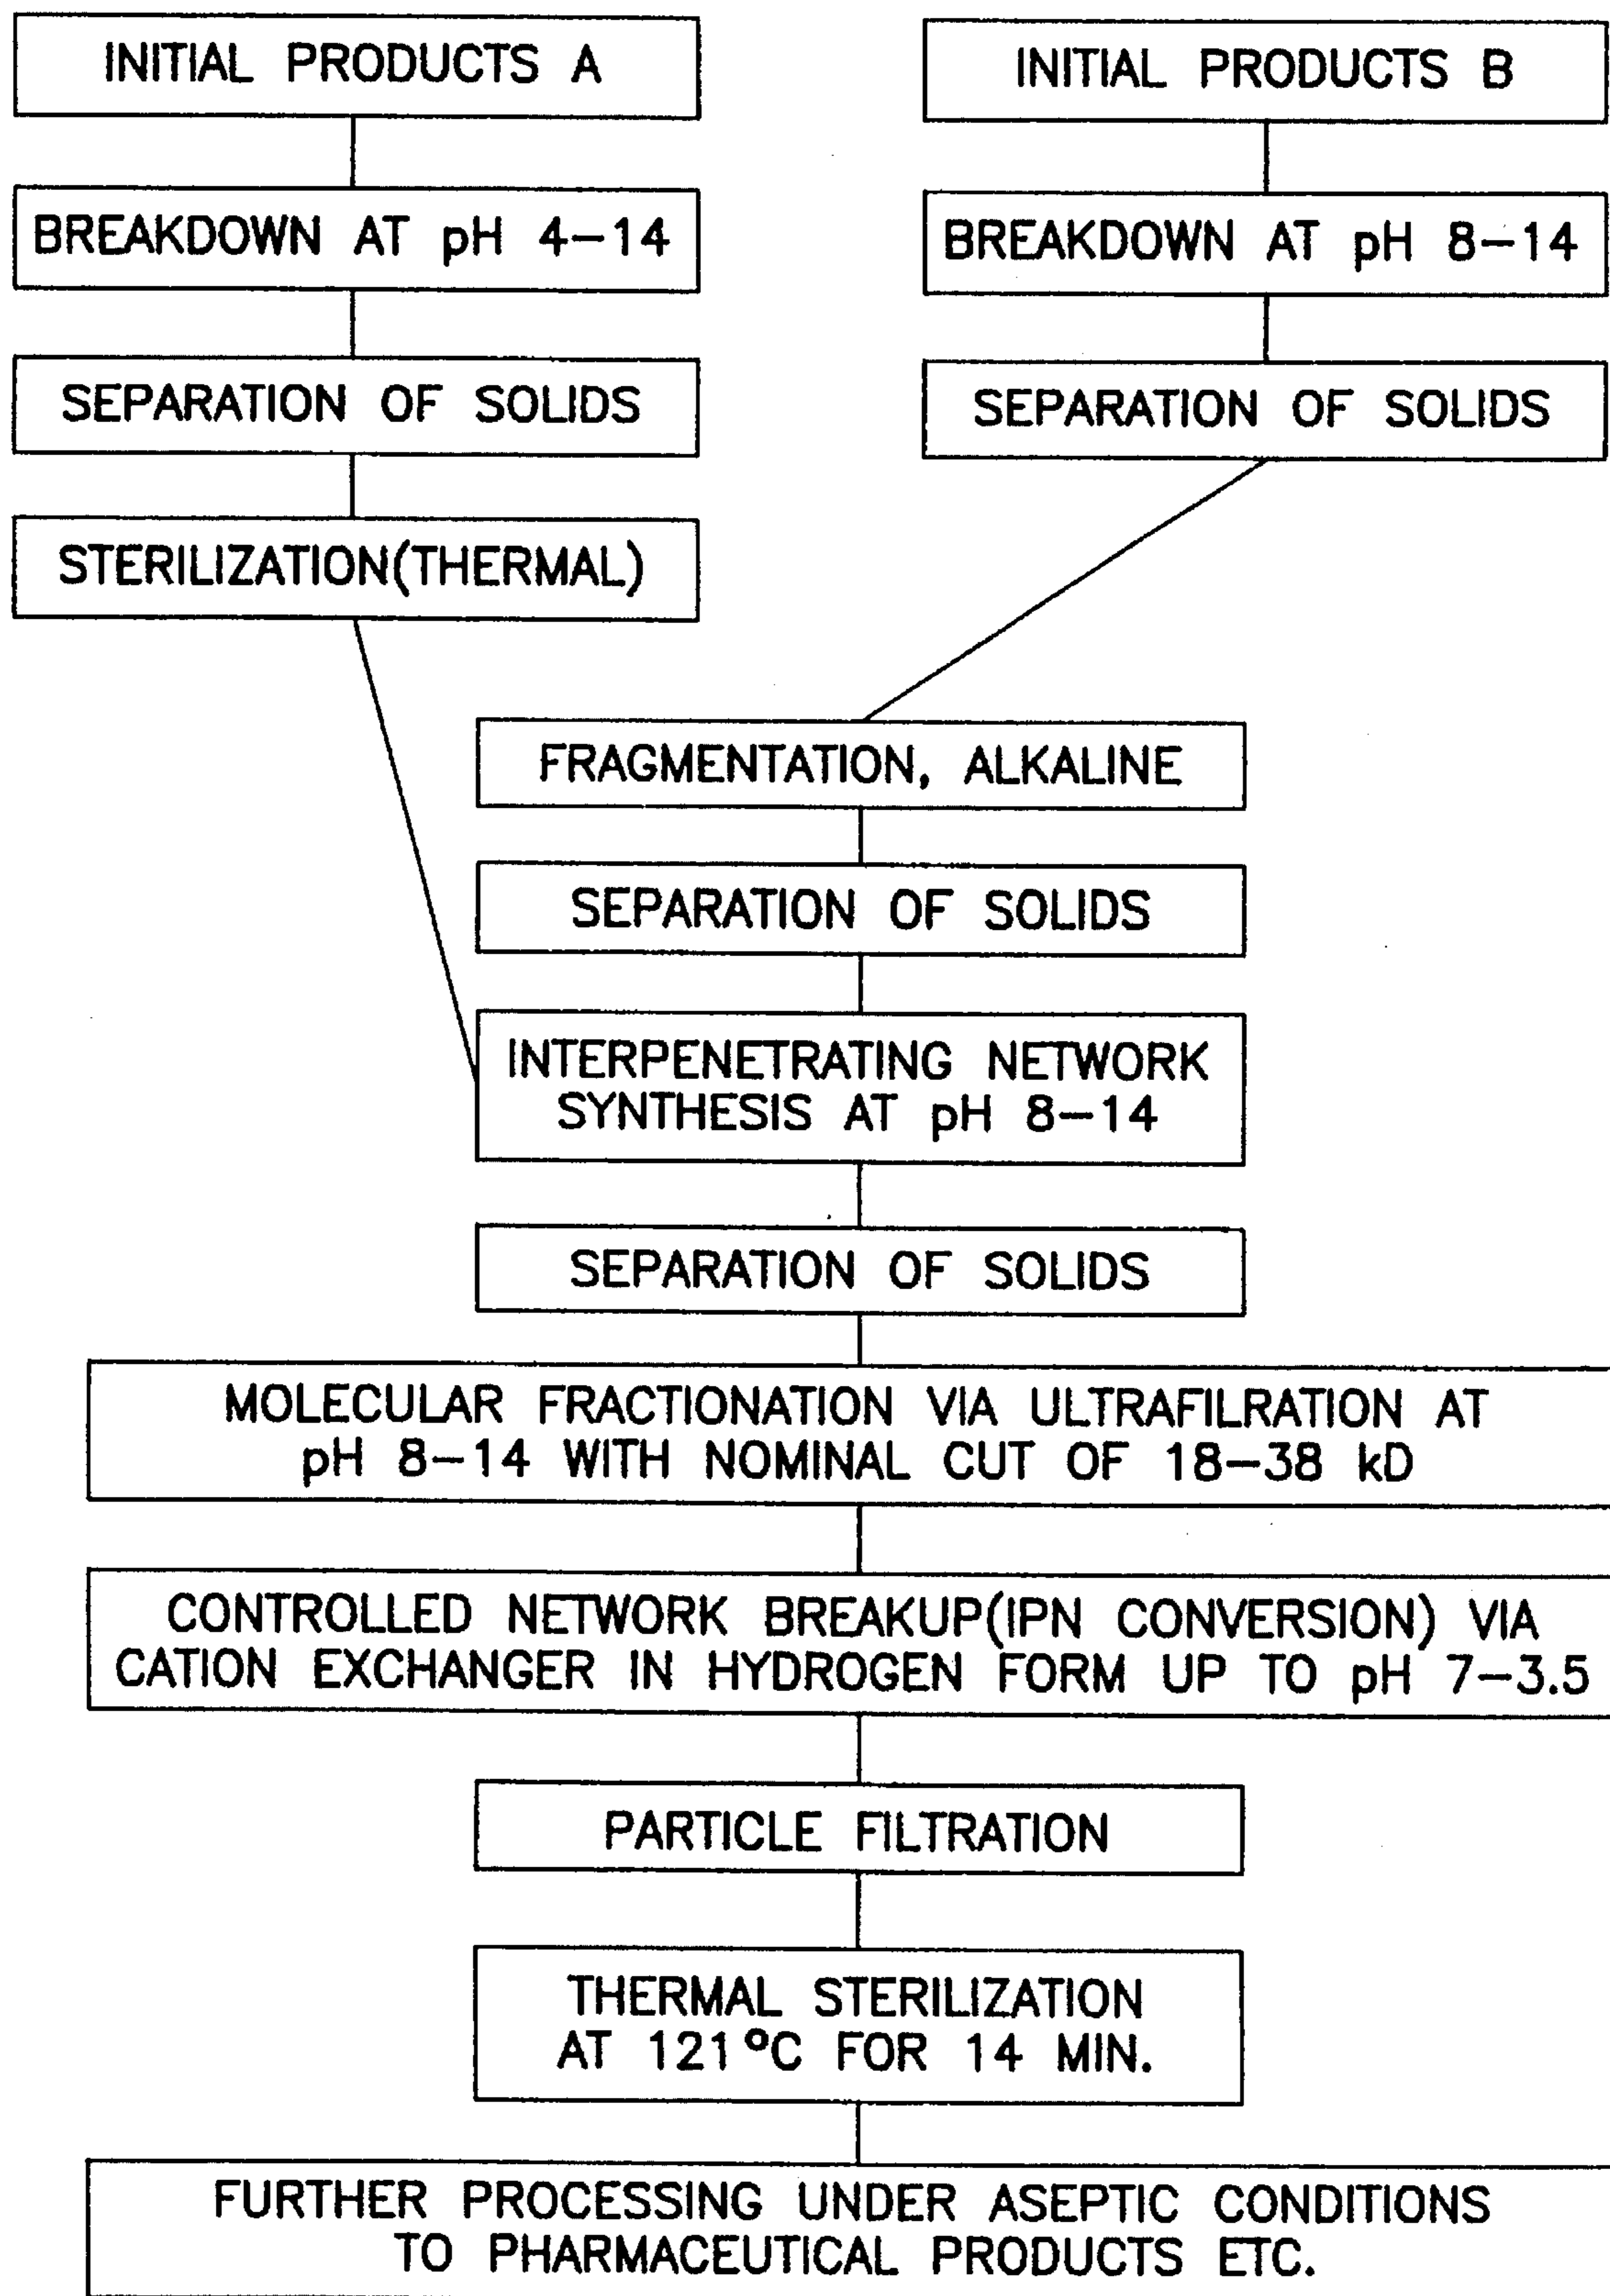 INITIAL PRODUCTS A
INITIAL PRODUCTS B
BREAKDOWN AT pH 4–14
BREAKDOWN AT pH 8–14
SEPARATION OF SOLIDS
SEPARATION OF SOLIDS
STERILIZATION(THERMAL)
FRAGMENTATION, ALKALINE
SEPARATION OF SOLIDS
INTERPENETRATING NETWORK
SYNTHESIS AT pH 8–14
SEPARATION OF SOLIDS
MOLECULAR FRACTIONATION VIA ULTRAFILRATION AT
pH 8–14 WITH NOMINAL CUT OF 18–38 kD
CONTROLLED NETWORK BREAKUP(IPN CONVERSION) VIA
CATION EXCHANGER IN HYDROGEN FORM UP TO pH 7–3.5
PARTICLE FILTRATION
THERMAL STERILIZATION
AT 121°C FOR 14 MIN.
FURTHER PROCESSING UNDER ASEPTIC CONDITIONS
TO PHARMACEUTICAL PRODUCTS ETC.